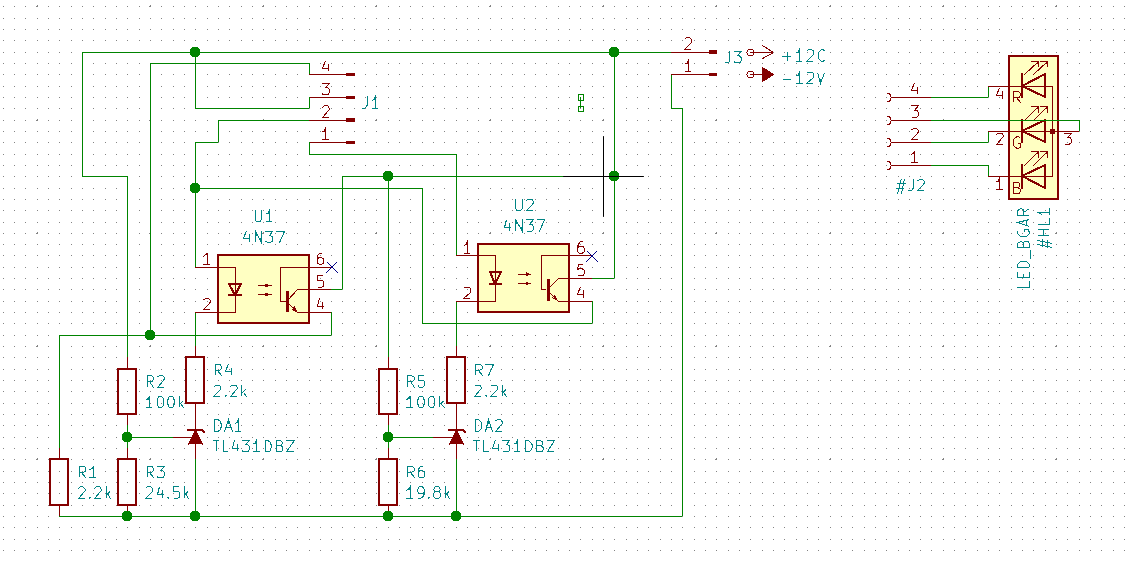 2
J3
+12C
1
-12V
4
3
J1
2
1
4
3
2
1
#J2
4
R
2
G
3
1
B
LED_BGAR
#HL1
U1
4N37
1
6
5
2
4
U2
4N37
1
6
5
2
4
R2
100k
R4
2.2k
R5
100k
R7
2.2k
DA1
TL431DBZ
DA2
TL431DBZ
R1
2.2k
R3
24.5k
R6
19.8k